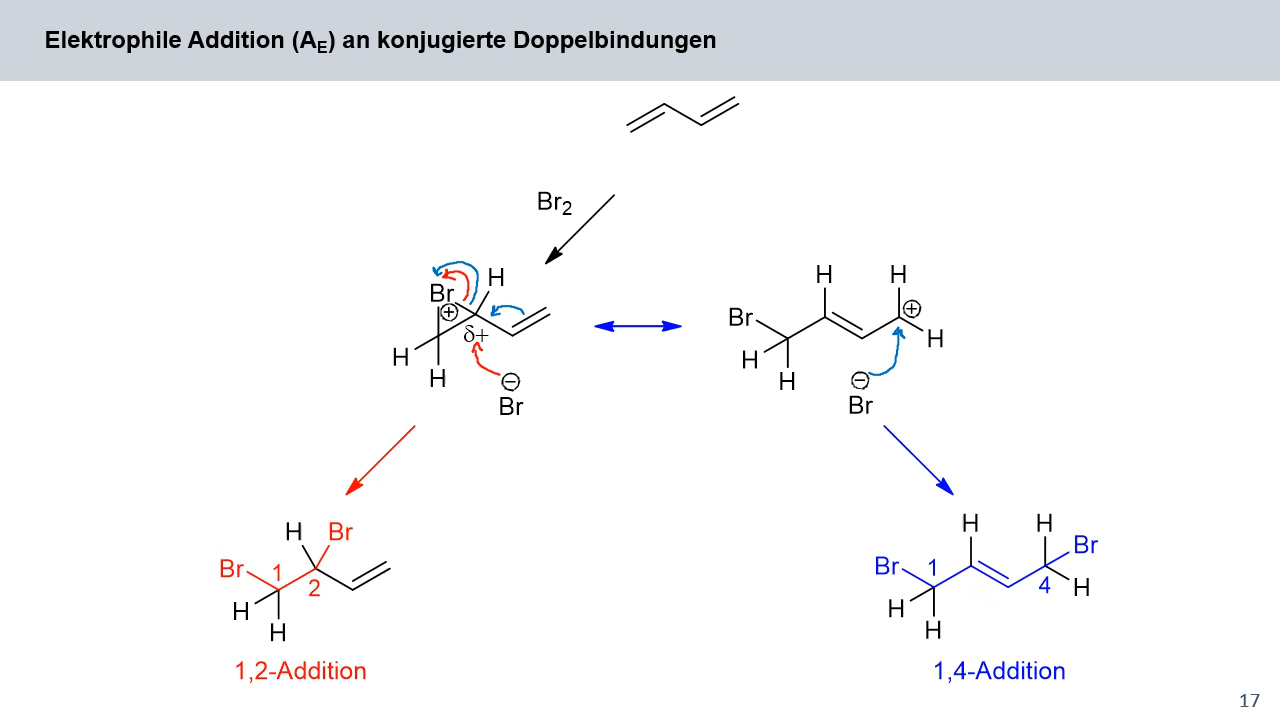 Elektrophile Addition (AE) an konjugierte Doppelbindungen
Br2
H
Br
⊕
δ+
H
H
⊖
Br
H
H
Br
⊕
H
H
H
⊖
Br
H
Br
Br
1
2
H
H
1,2-Addition
H
H
Br
Br
1
4
H
H
H
1,4-Addition
17